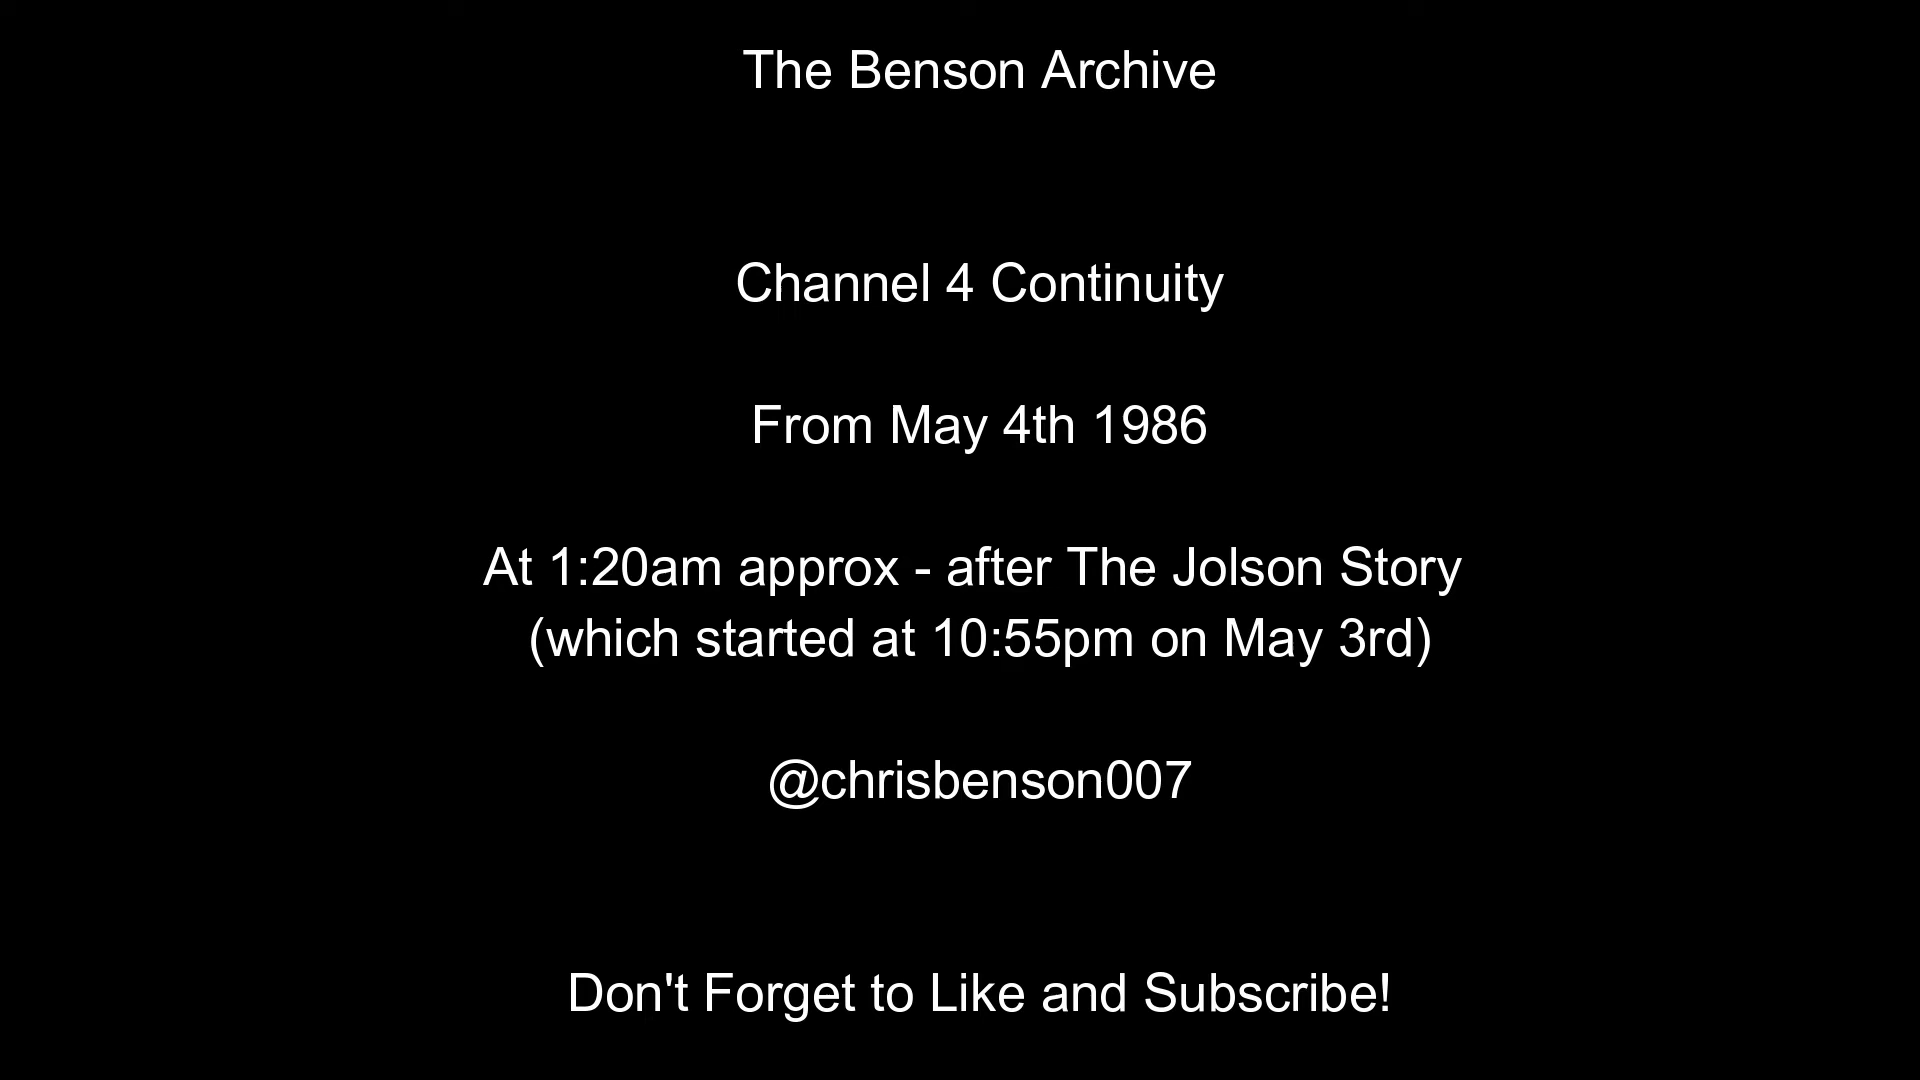 The Benson Archive
Channel 4 Continuity
From May 4th 1986
At 1:20am approx - after The Jolson Story
(which started at 10:55pm on May 3rd)
@chrisbenson007
Don't Forget to Like and Subscribe!